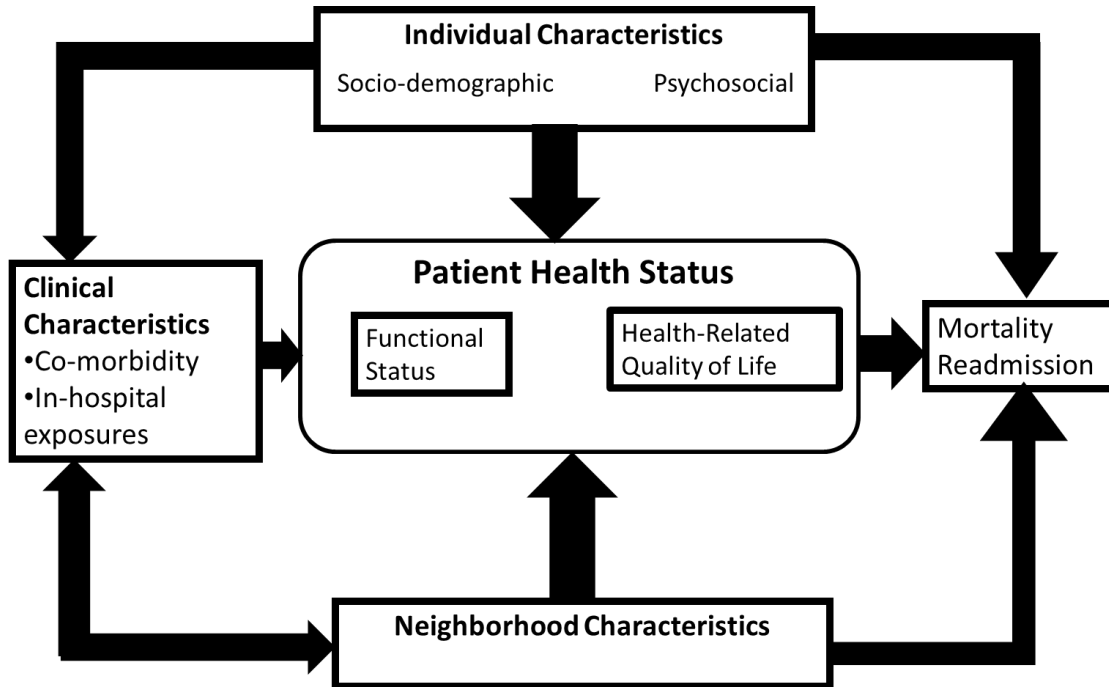 Individual Characteristics
Socio-demographic Psychosocial
Clinical
Characteristics
•Co-morbidity
•In-hospital
exposures
Patient Health Status
Functional
Status
Health-Related
Quality of Life
Mortality
Readmission
Neighborhood Characteristics